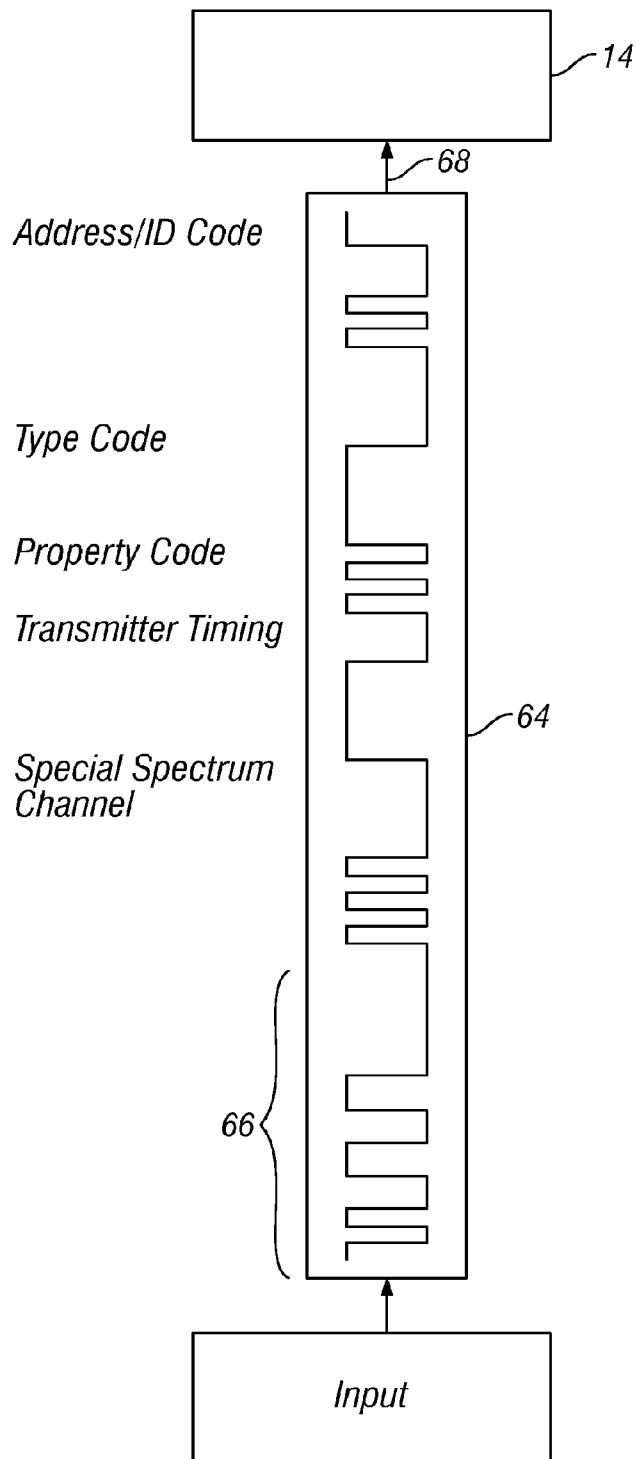 14
68
Address/ID Code
Type Code
Property Code
Transmitter Timing
64
Special Spectrum
Channel
66
Input